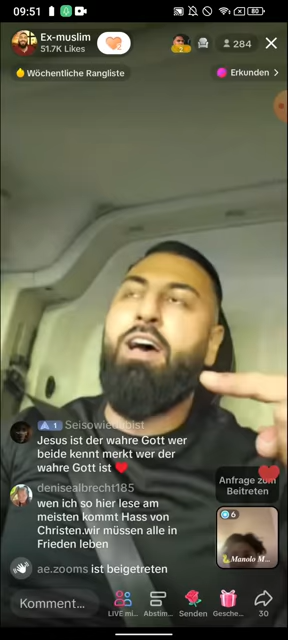 09:51
80
Ex-muslim
51.7K Likes
284
Wöchentliche Rangliste
Erkunden
1
Jesus ist der wahre Gott wer
beide kennt merkt wer der
wahre Gott ist
denisealbrecht185
wen ich so hier lese am
meisten kommt Hass von
Christen.wir müssen alle in
Frieden leben
ae.zooms ist beigetreten
Anfrage zum
Beitreten
6
Manolo M...
Kommentar...
LIVE mi...
Abstim...
Senden
Gesche...
30